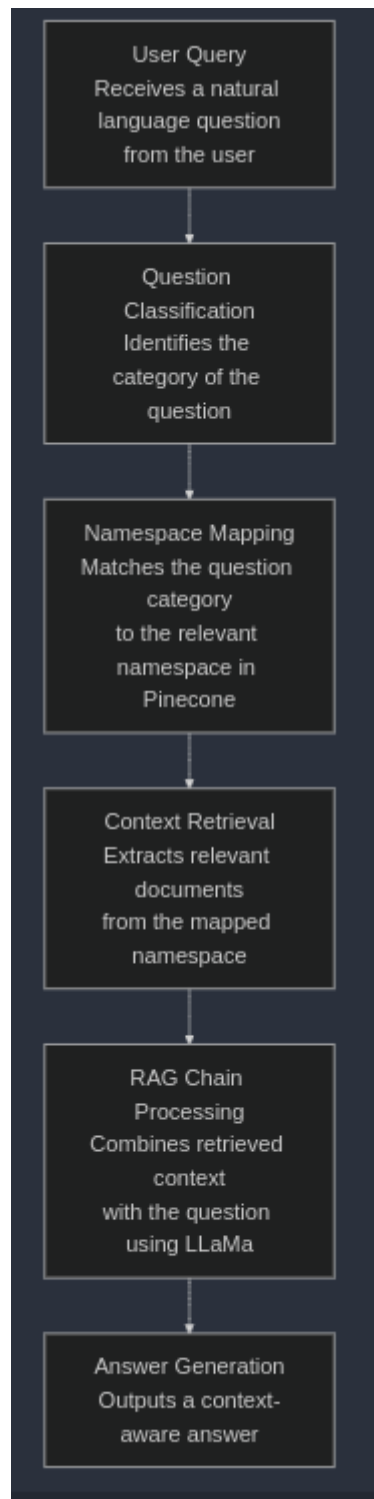 User Query
Receives a natural
language question
from the user
Question
Classification
Identifies the
category of the
question
Namespace Mapping
Matches the question
category
to the relevant
namespace in
Pinecone
Context Retrieval
Extracts relevant
documents
from the mapped
namespace
RAG Chain
Processing
Combines retrieved
context
with the question
using LLaMa
Answer Generation
Outputs a context-
aware answer